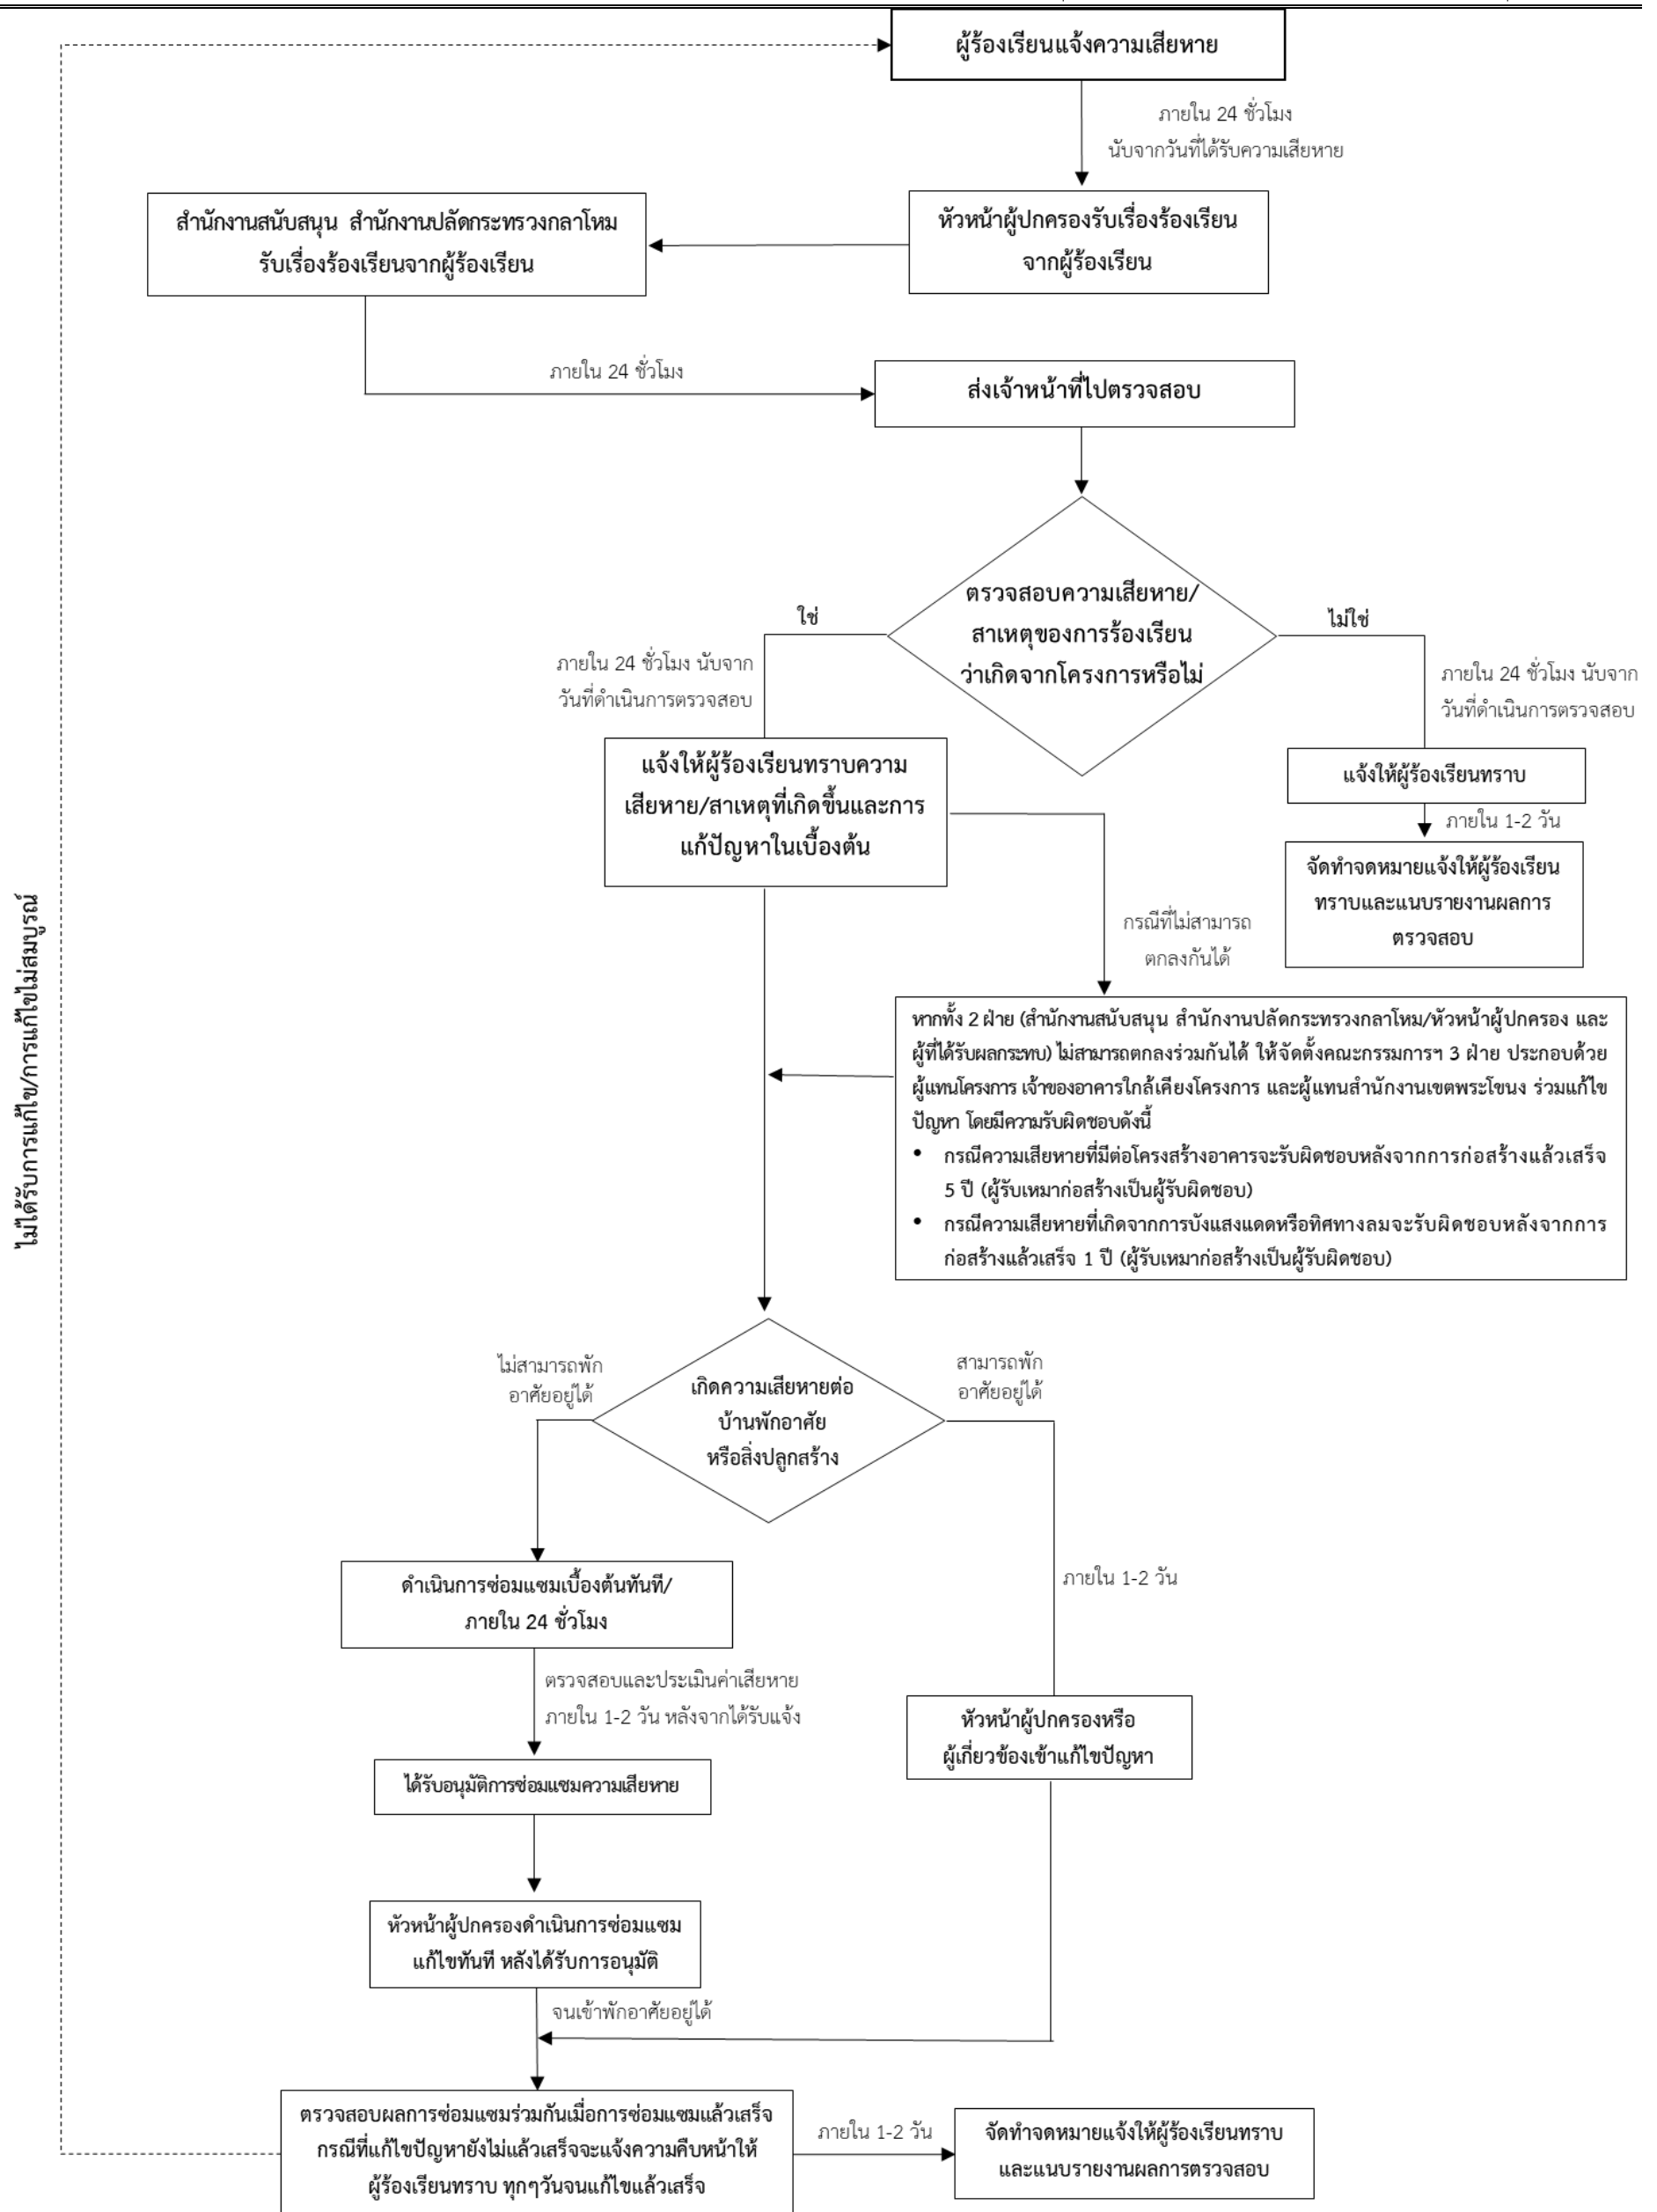 ผู้ร้องเรียนแจ้งความเสียหาย
ภายใน 24 ชั่วโมง
นับจากวันที่ได้รับความเสียหาย
หัวหน้าผู้ปกครองรับเรื่องร้องเรียน
จากผู้ร้องเรียน
สำนักงานสนับสนุน สำนักงานปลัดกระทรวงกลาโหม
รับเรื่องร้องเรียนจากผู้ร้องเรียน
ภายใน 24 ชั่วโมง
ส่งเจ้าหน้าที่ไปตรวจสอบ
ตรวจสอบความเสียหาย/
สาเหตุของการร้องเรียน
ว่าเกิดจากโครงการหรือไม่
ใช่
ภายใน 24 ชั่วโมง นับจาก
วันที่ดำเนินการตรวจสอบ
ไม่ใช่
ภายใน 24 ชั่วโมง นับจาก
วันที่ดำเนินการตรวจสอบ
แจ้งให้ผู้ร้องเรียนทราบความ
เสียหาย/สาเหตุที่เกิดขึ้นและการ
แก้ปัญหาในเบื้องต้น
แจ้งให้ผู้ร้องเรียนทราบ
ภายใน 1-2 วัน
จัดทำจดหมายแจ้งให้ผู้ร้องเรียน
ทราบและแนบรายงานผลการ
ตรวจสอบ
กรณีที่ไม่สามารถ
ตกลงกันได้
หากทั้ง 2 ฝ่าย (สำนักงานสนับสนุน สำนักงานปลัดกระทรวงกลาโหม/หัวหน้าผู้ปกครอง และ
ผู้ที่ได้รับผลกระทบ) ไม่สามารถตกลงร่วมกันได้ ให้จัดตั้งคณะกรรมการฯ 3 ฝ่าย ประกอบด้วย
ผู้แทนโครงการ เจ้าของอาคารใกล้เคียงโครงการ และผู้แทนสำนักงานเขตพระโขนง ร่วมแก้ไข
ปัญหา โดยมีความรับผิดชอบดังนี้
• กรณีความเสียหายที่มีต่อโครงสร้างอาคารจะรับผิดชอบหลังจากการก่อสร้างแล้วเสร็จ
5 ปี (ผู้รับเหมาก่อสร้างเป็นผู้รับผิดชอบ)
• กรณีความเสียหายที่เกิดจากการบังแสงแดดหรือทิศทางลมจะรับผิดชอบหลังจากการ
ก่อสร้างแล้วเสร็จ 1 ปี (ผู้รับเหมาก่อสร้างเป็นผู้รับผิดชอบ)
ไม่ได้รับการแก้ไข/การแก้ไขไม่สมบูรณ์
เกิดความเสียหายต่อ
บ้านพักอาศัย
หรือสิ่งปลูกสร้าง
ไม่สามารถพัก
อาศัยอยู่ได้
สามารถพัก
อาศัยอยู่ได้
ดำเนินการซ่อมแซมเบื้องต้นทันที/
ภายใน 24 ชั่วโมง
ภายใน 1-2 วัน
ตรวจสอบและประเมินค่าเสียหาย
ภายใน 1-2 วัน หลังจากได้รับแจ้ง
หัวหน้าผู้ปกครองหรือ
ผู้เกี่ยวข้องเข้าแก้ไขปัญหา
ได้รับอนุมัติการซ่อมแซมความเสียหาย
หัวหน้าผู้ปกครองดำเนินการซ่อมแซม
แก้ไขทันที หลังได้รับการอนุมัติ
จนเข้าพักอาศัยอยู่ได้
ตรวจสอบผลการซ่อมแซมร่วมกันเมื่อการซ่อมแซมแล้วเสร็จ
กรณีที่แก้ไขปัญหายังไม่แล้วเสร็จจะแจ้งความคืบหน้าให้
ผู้ร้องเรียนทราบ ทุกๆวันจนแก้ไขแล้วเสร็จ
ภายใน 1-2 วัน
จัดทำจดหมายแจ้งให้ผู้ร้องเรียนทราบ
และแนบรายงานผลการตรวจสอบ